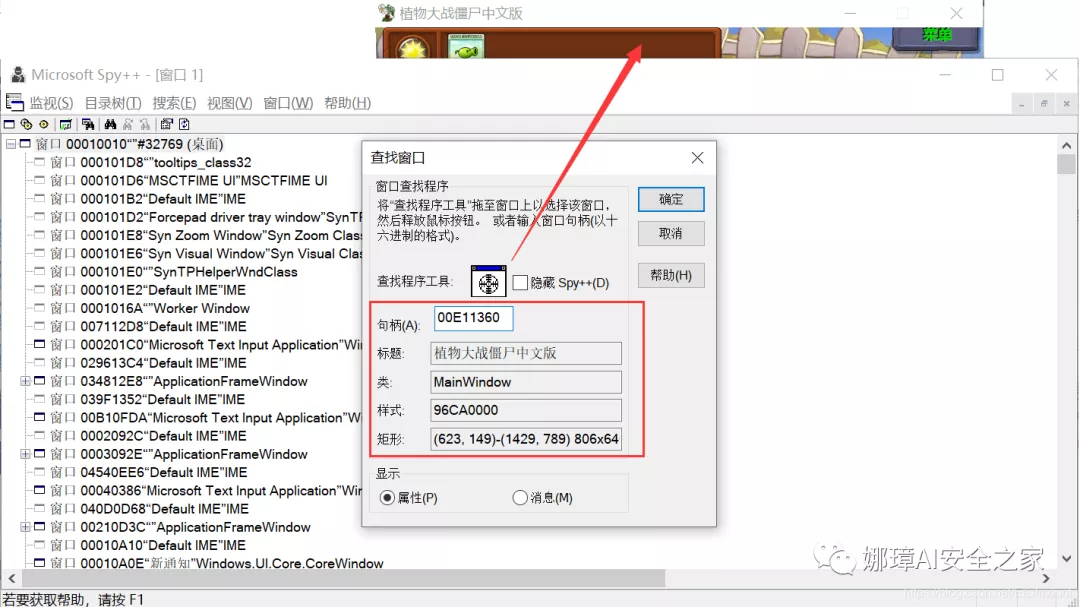 植物大战僵尸中文版
菜单
Microsoft Spy++ - [窗口 1]
监视(S) 目录树(T) 搜索(E) 视图(V) 窗口(W) 帮助(H)
窗口 00010010“”#32769 (桌面)
窗口 000101D8“”tooltips_class32
窗口 000101D6“MSCTFIME UI”MSCTFIME UI
窗口 000101B2“Default IME”IME
窗口 000101D2“Forcepad driver tray window”SynTF
窗口 000101E8“Syn Zoom Window”Syn Zoom Clas
窗口 000101E6“Syn Visual Window”Syn Visual Cla
窗口 000101E0“”SynTPHelperWndClass
窗口 000101E2“Default IME”IME
窗口 0001016A“”Worker Window
窗口 007112D8“Default IME”IME
窗口 000201C0“Microsoft Text Input Application”Wi
窗口 029613C4“Default IME”IME
窗口 034812E8“”ApplicationFrameWindow
窗口 039F1352“Default IME”IME
窗口 00B10FDA“Microsoft Text Input Application”W
窗口 0002092C“Default IME”IME
窗口 0003092E“”ApplicationFrameWindow
窗口 04540EE6“Default IME”IME
窗口 00040386“Microsoft Text Input Application”Wi
窗口 040D0D68“Default IME”IME
窗口 00210D3C“”ApplicationFrameWindow
窗口 00010A10“Default IME”IME
窗口 00010A0E“新通知”Windows.UI.Core.CoreWindow
查找窗口
窗口查找程序
将“查找程序工具”拖至窗口上以选择该窗口,
然后释放鼠标按钮。 或者输入窗口句柄(以十
六进制的格式)。
查找程序工具:
隐藏 Spy++(D)
句柄(A): 00E11360
标题: 植物大战僵尸中文版
类: MainWindow
样式: 96CA0000
矩形: (623, 149)-(1429, 789) 806x64
显示
属性(P) 消息(M)
确定
取消
帮助(H)
娜璋AI安全之家
若要获取帮助，请按 F1